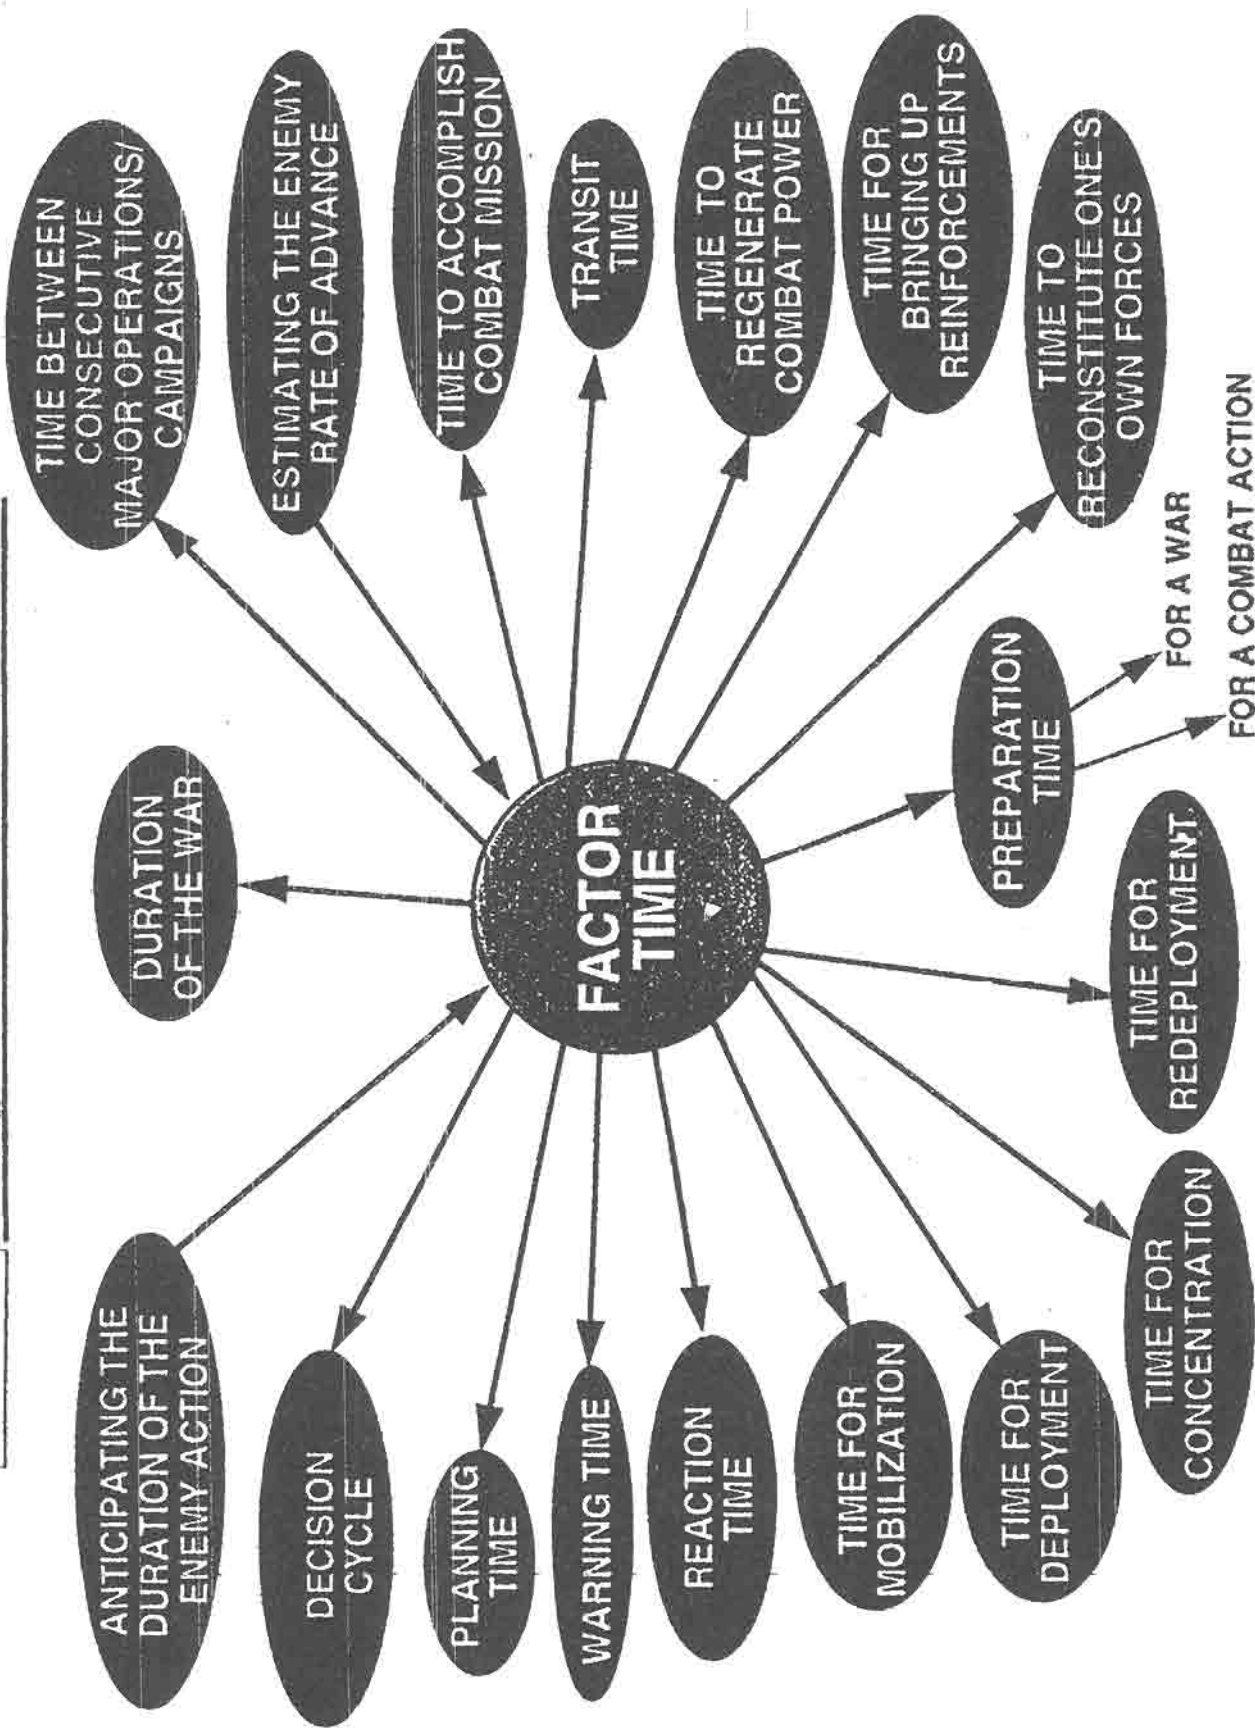 DURATION
OF THE WAR
TIME BETWEEN
CONSECUTIVE
MAJOR OPERATIONS/
CAMPAIGNS
ESTIMATING THE ENEMY
RATE OF ADVANCE
TIME TO ACCOMPLISH
COMBAT MISSION
TRANSIT
TIME
TIME TO
REGENERATE
COMBAT POWER
TIME FOR
BRINGING UP
REINFORCEMENTS
TIME TO
RECONSTITUTE ONE'S
OWN FORCES
PREPARATION
TIME
FOR A WAR
FOR A COMBAT ACTION
TIME FOR
REDEPLOYMENT
TIME FOR
CONCENTRATION
TIME FOR
DEPLOYMENT
TIME FOR
MOBILIZATION
REACTION
TIME
WARNING TIME
PLANNING
TIME
DECISION
CYCLE
ANTICIPATING THE
DURATION OF THE
ENEMY ACTION
FACTOR
TIME